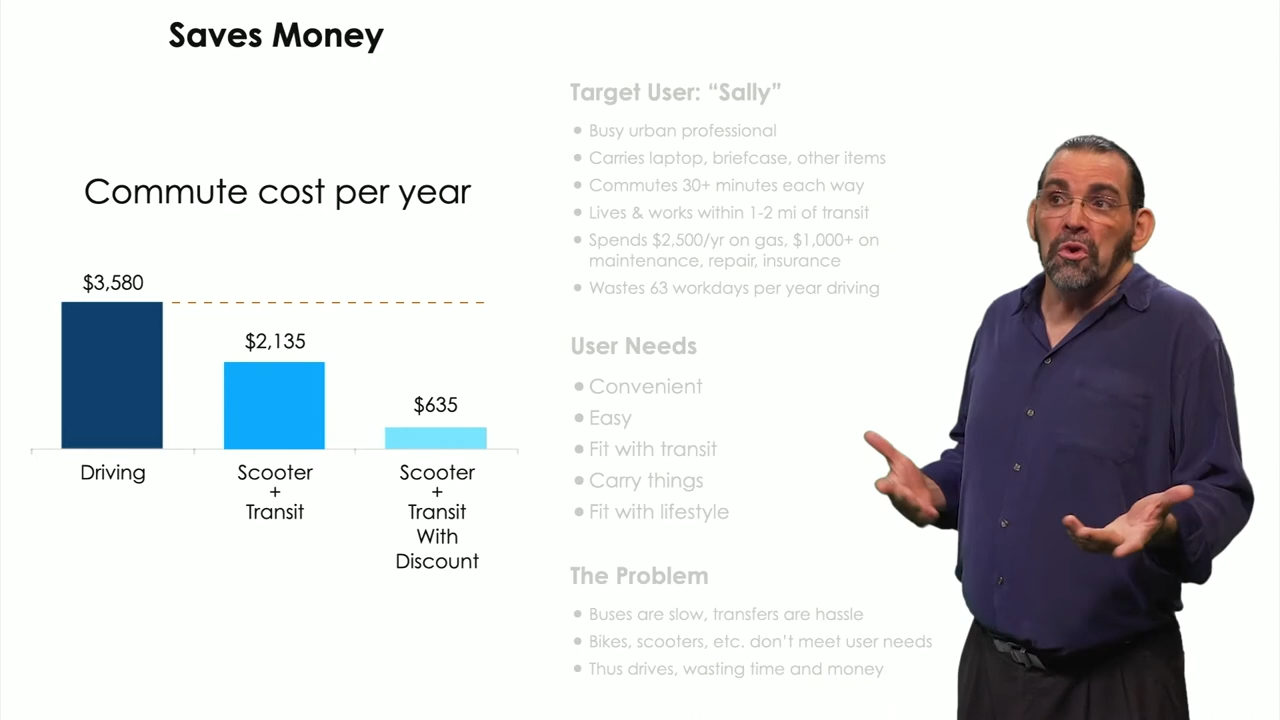 Saves Money
Commute cost per year
$3,580
$2,135
$635
Driving
Scooter
+
Transit
Scooter
+
Transit
With
Discount
Target User: “Sally”
• Busy urban professional
• Carries laptop, briefcase, other items
• Commutes 30+ minutes each way
• Lives & works within 1-2 mi of transit
• Spends $2,500/yr on gas, $1,000+ on
maintenance, repair, insurance
• Wastes 63 workdays per year driving
User Needs
• Convenient
• Easy
• Fit with transit
• Carry things
• Fit with lifestyle
The Problem
• Buses are slow, transfers are hassle
• Bikes, scooters, etc. don’t meet user needs
• Thus drives, wasting time and money